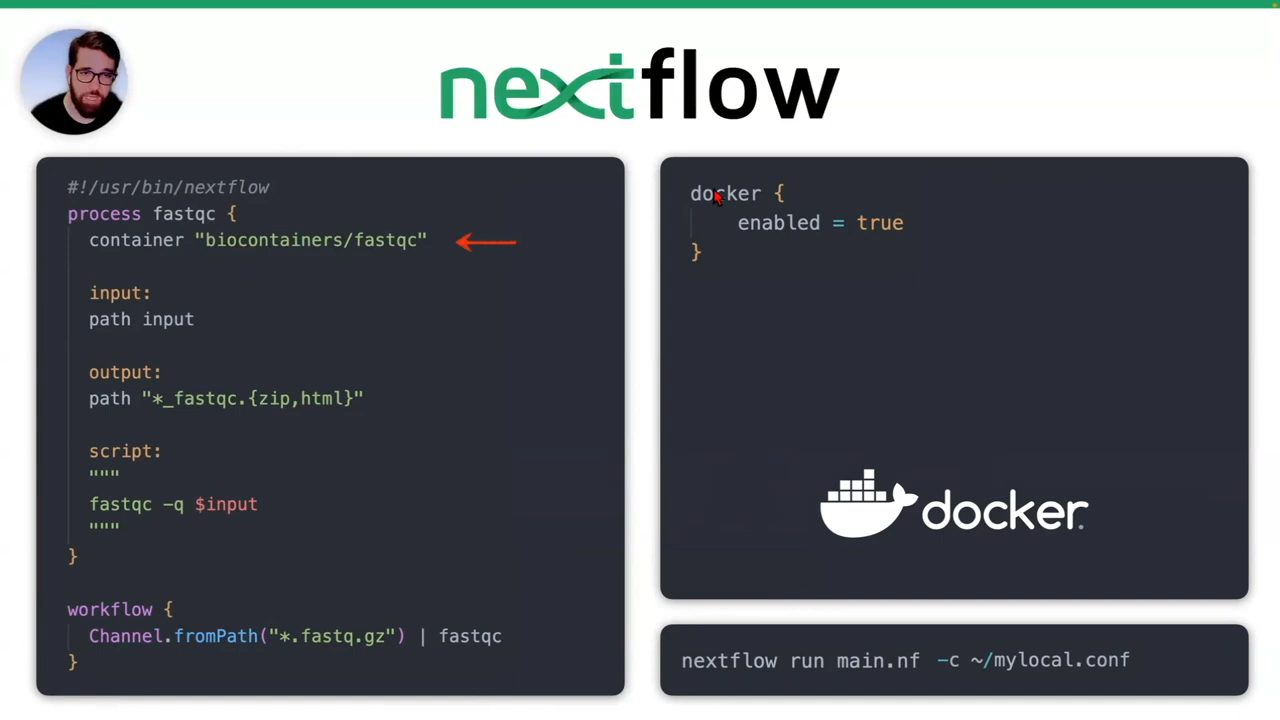 nextflow
#!/usr/bin/nextflow
process fastqc {
container "biocontainers/fastqc"
input:
path input
output:
path "*_fastqc.{zip,html}"
script:
"""
fastqc -q $input
"""
}
workflow {
Channel.fromPath("*.fastq.gz") | fastqc
}
docker {
enabled = true
}
docker
nextflow run main.nf -c ~/mylocal.conf